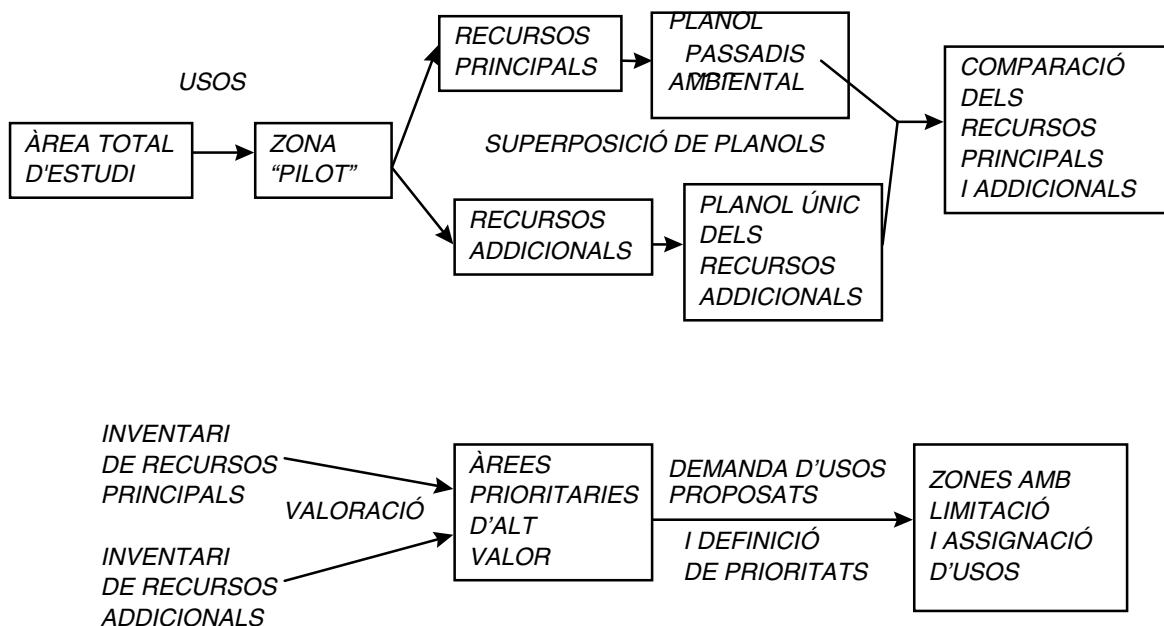 USOS
ÀREA TOTAL
D'ESTUDI
ZONA
“PILOT”
RECURSOS
PRINCIPALS
PLANOL
PASSADIS
AMBIENTAL
SUPERPOSICIÓ DE PLANOLS
RECURSOS
ADDICIONALS
PLANOL ÚNIC
DELS
RECURSOS
ADDICIONALS
COMPARACIÓ
DELS
RECURSOS
PRINCIPALS
I ADDICIONALS
INVENTARI
DE RECURSOS
PRINCIPALS
VALORACIÓ
INVENTARI
DE RECURSOS
ADDICIONALS
ÀREES
PRIORITARIES
D’ALT
VALOR
DEMANDA D’USOS
PROPOSATS
I DEFINICIÓ
DE PRIORITATS
ZONES AMB
LIMITACIÓ
I ASSIGNACIÓ
D’USOS